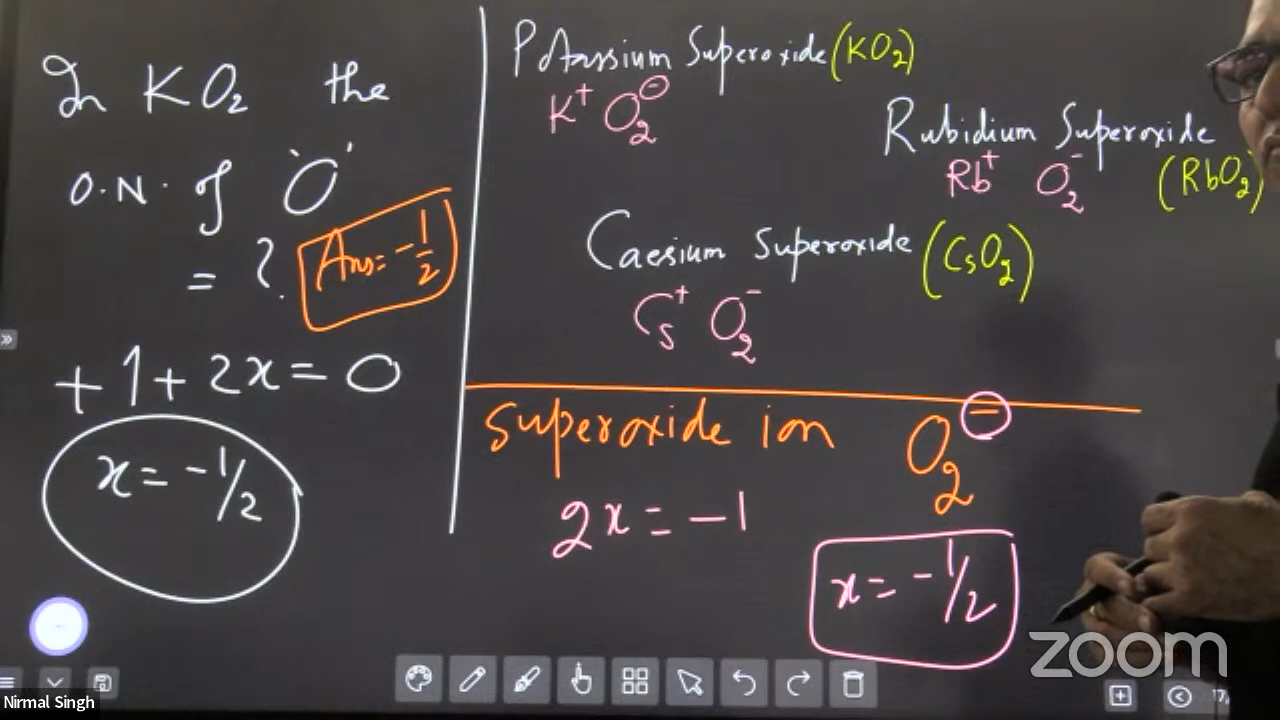 In KO₂ the
O.N. of 'O'
= ?
Ans = -1/2
+1+2x=0
x = -1/2
Potassium Superoxide (KO₂)
K⁺ O₂⁻
Rubidium Superoxide
Rb⁺ O₂⁻ (RbO₂)
Caesium Superoxide (CsO₂)
Cs⁺ O₂⁻
superoxide ion O₂⁻
2x = -1
x = -1/2
zoom
Nirmal Singh